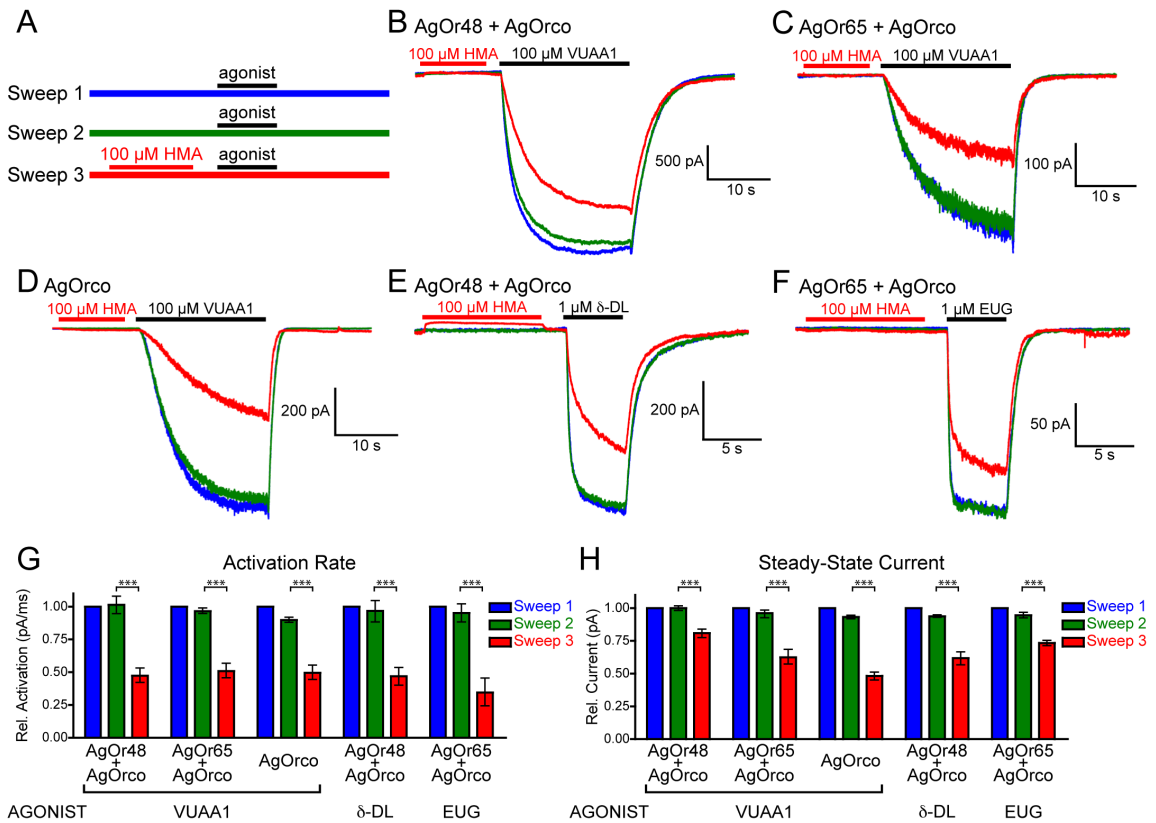 A
agonist
Sweep 1
agonist
Sweep 2
100 µM HMA agonist
Sweep 3
B AgOr48 + AgOrco
100 µM HMA 100 µM VUAA1
500 pA
10 s
C AgOr65 + AgOrco
100 µM HMA 100 µM VUAA1
100 pA
10 s
D AgOrco
100 µM HMA 100 µM VUAA1
200 pA
10 s
E AgOr48 + AgOrco
100 µM HMA 1 µM δ-DL
200 pA
5 s
F AgOr65 + AgOrco
100 µM HMA 1 µM EUG
50 pA
5 s
G Activation Rate
Rel. Activation (pA/ms)
1.00
0.75
0.50
0.25
0.00
*** *** *** *** ***
Sweep 1
Sweep 2
Sweep 3
AgOr48 + AgOrco
AgOr65 + AgOrco
AgOrco
AgOr48 + AgOrco
AgOr65 + AgOrco
AGONIST VUAA1 δ-DL EUG
H Steady-State Current
Rel. Current (pA)
1.00
0.75
0.50
0.25
0.00
*** *** *** *** ***
Sweep 1
Sweep 2
Sweep 3
AgOr48 + AgOrco
AgOr65 + AgOrco
AgOrco
AgOr48 + AgOrco
AgOr65 + AgOrco
AGONIST VUAA1 δ-DL EUG